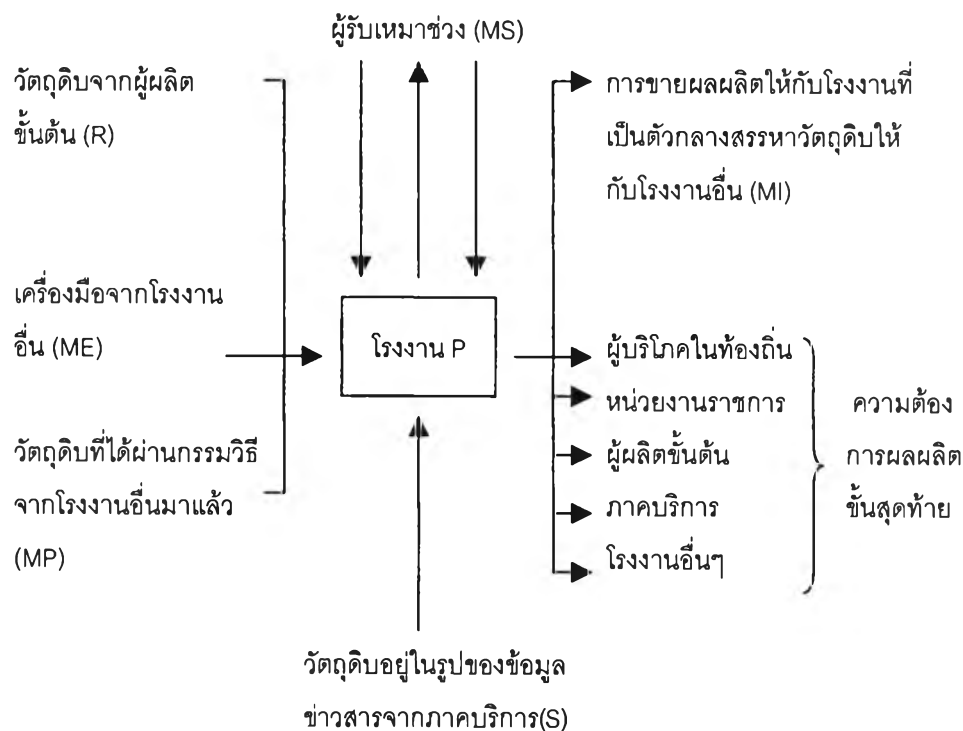 ผู้รับเหมาช่วง (MS)
วัตถุดิบจากผู้ผลิต
ขั้นต้น (R)
เครื่องมือจากโรงงาน
อื่น (ME)
วัตถุดิบที่ได้ผ่านกรรมวิธี
จากโรงงานอื่นมาแล้ว
(MP)
โรงงาน P
วัตถุดิบอยู่ในรูปของข้อมูล
ข่าวสารจากภาคบริการ(S)
การขายผลผลิตให้กับโรงงานที่
เป็นตัวกลางสรรหาวัตถุดิบให้
กับโรงงานอื่น (MI)
ผู้บริโภคในท้องถิ่น
หน่วยงานราชการ
ผู้ผลิตขั้นต้น
ภาคบริการ
โรงงานอื่นๆ
ความต้อง
การผลผลิต
ขั้นสุดท้าย